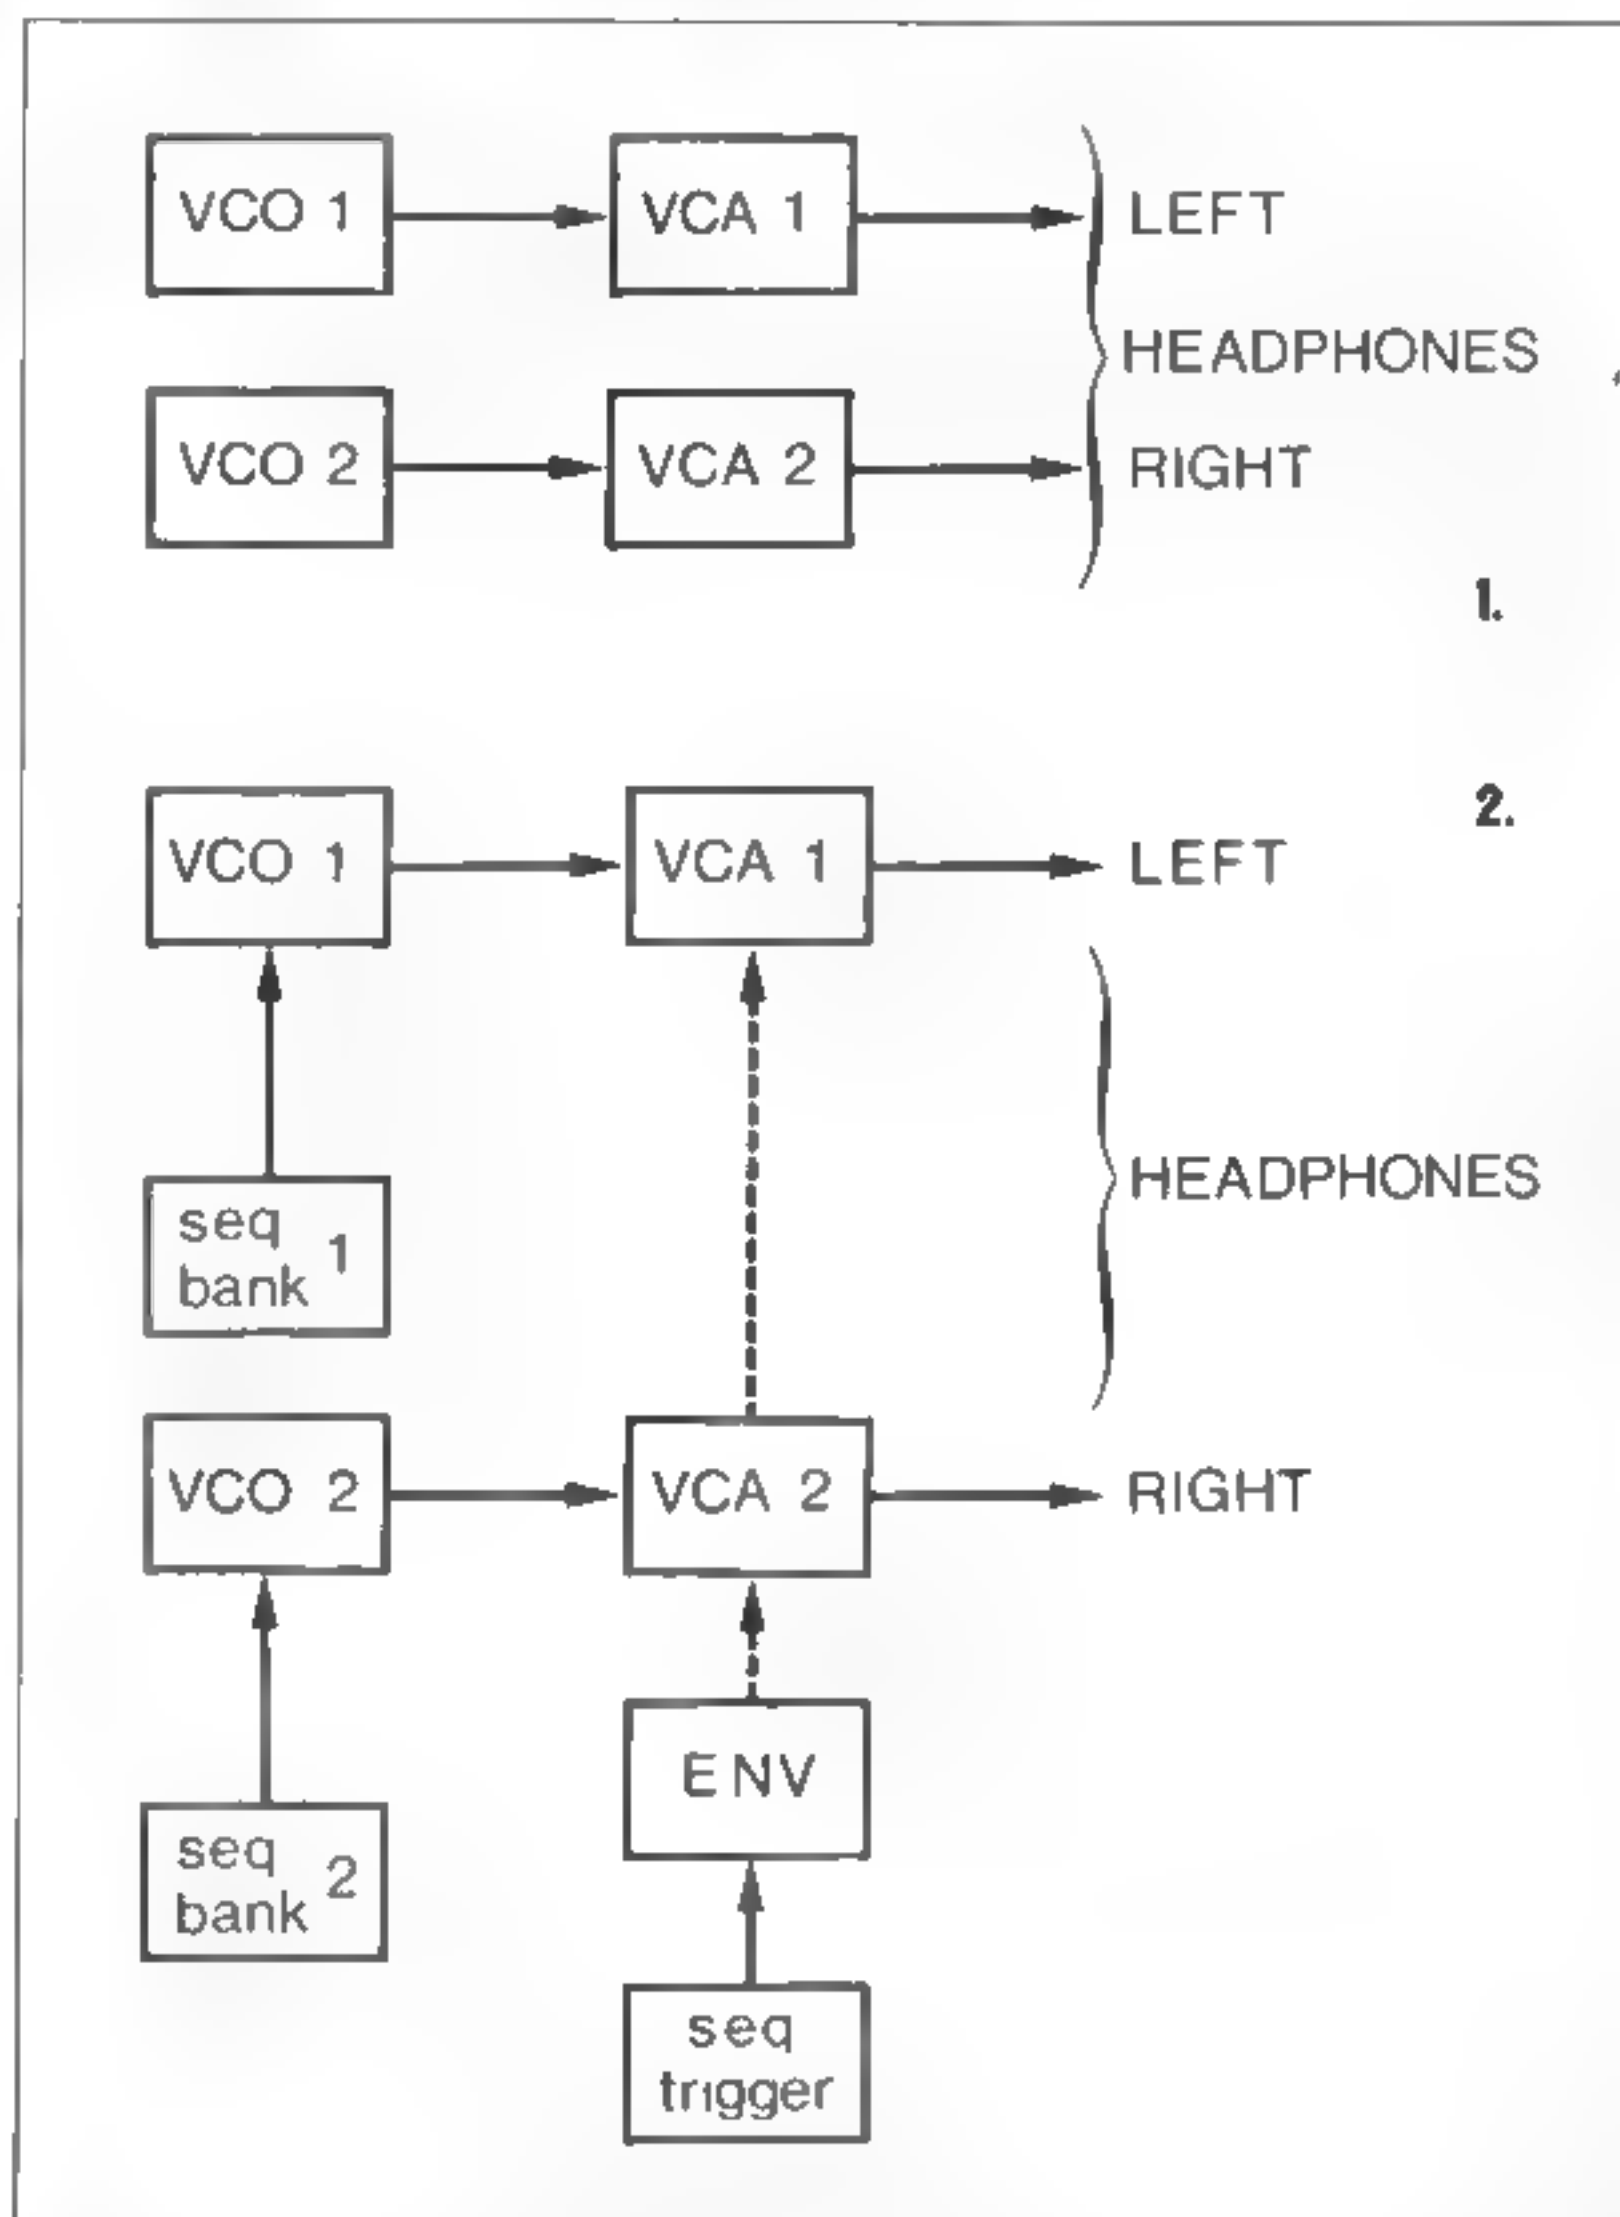 VCO 1
VCA 1
LEFT
HEADPHONES
VCO 2
VCA 2
RIGHT
1.
2.
VCO 1
VCA 1
LEFT
HEADPHONES
seq
bank 1
VCO 2
VCA 2
RIGHT
ENV
seq
bank 2
seq
trigger